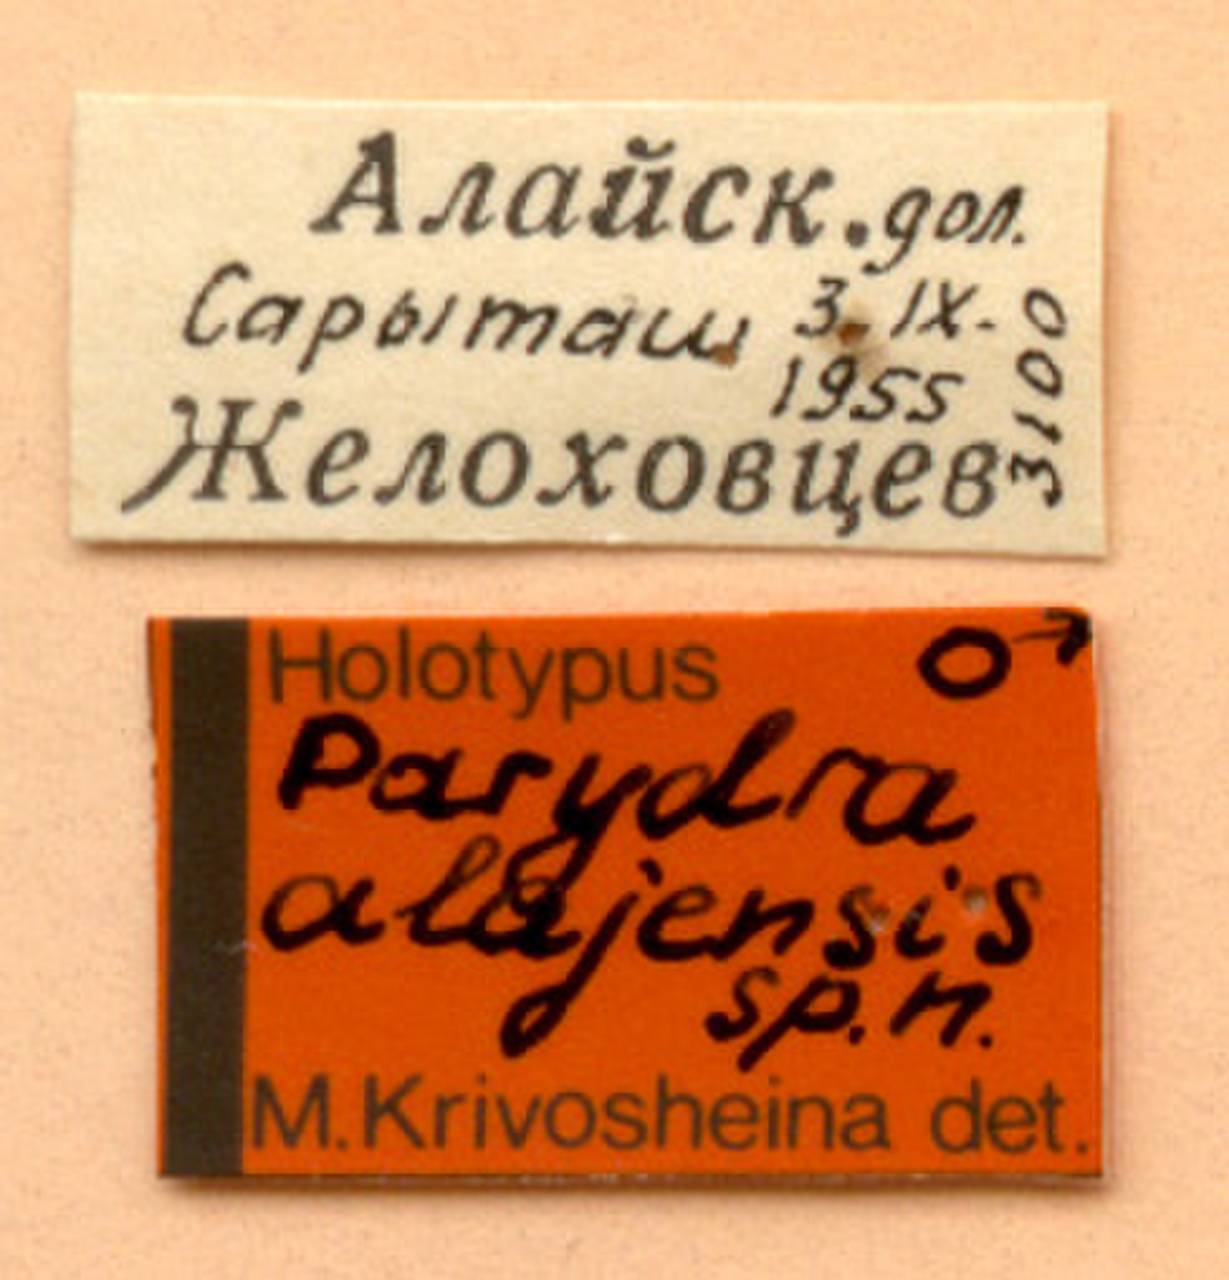 Алайск. дол.
Сарыташ 3. IX-
1955
3100
Желоховцев
Holotypus ♂
Parydra
alajensis
sp.n.
M.Krivosheina det.